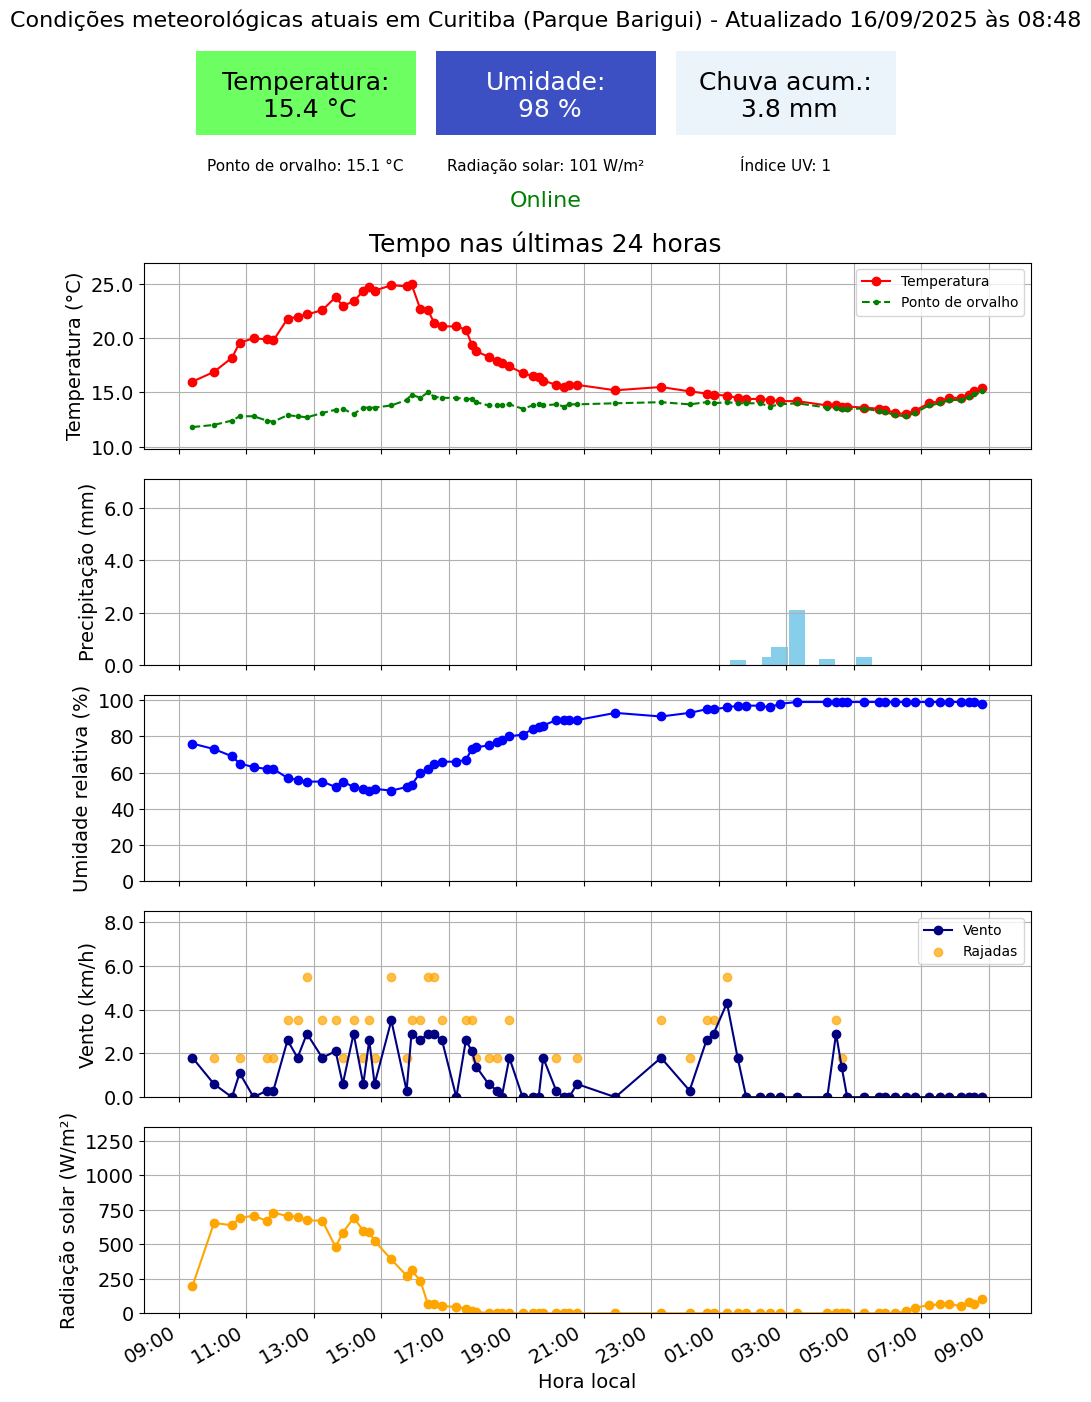 Condições meteorológicas atuais em Curitiba (Parque Barigui) - Atualizado 16/09/2025 às 08:48
Temperatura:
15.4 °C
Umidade:
98 %
Chuva acum.:
3.8 mm
Ponto de orvalho: 15.1 °C
Radiação solar: 101 W/m²
Índice UV: 1
Online
Tempo nas últimas 24 horas
Temperatura (°C)
25.0
20.0
15.0
10.0
Temperatura
Ponto de orvalho
Precipitação (mm)
6.0
4.0
2.0
0.0
Umidade relativa (%)
100
80
60
40
20
0
Vento (km/h)
8.0
6.0
4.0
2.0
0.0
Vento
Rajadas
Radiação solar (W/m²)
1250
1000
750
500
250
0
09:00
11:00
13:00
15:00
17:00
19:00
21:00
23:00
01:00
03:00
05:00
07:00
09:00
Hora local